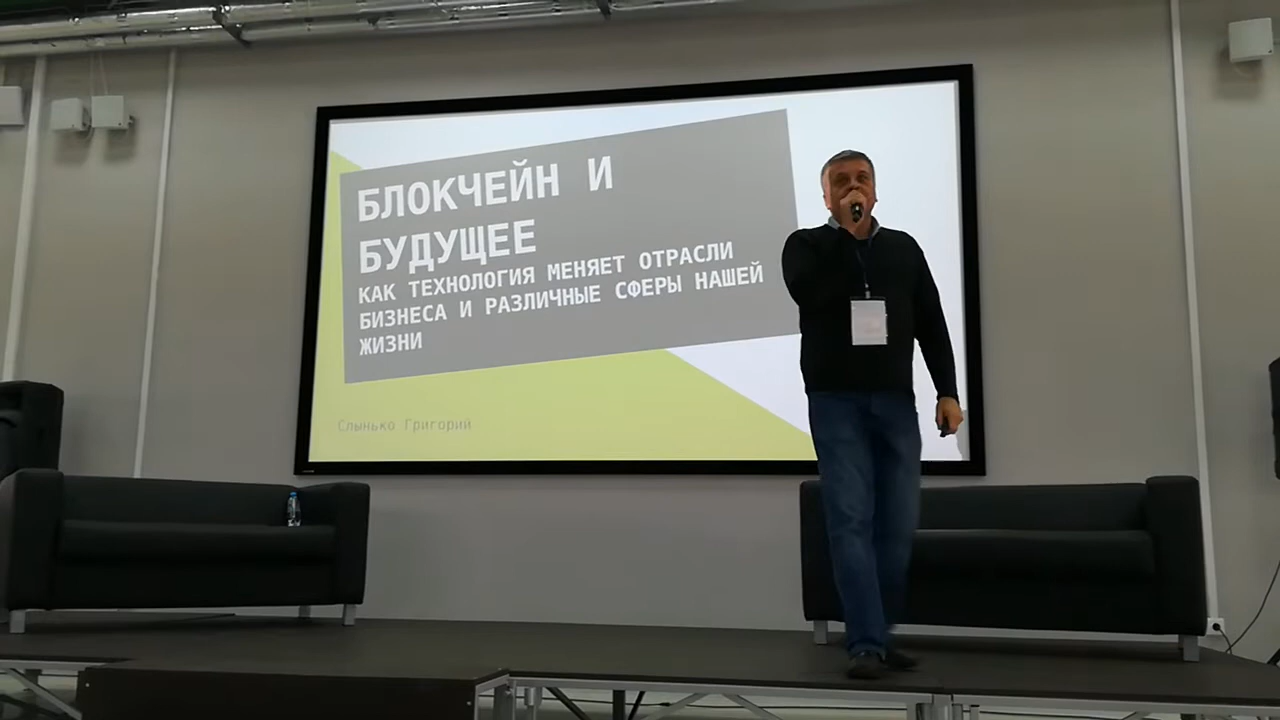 БЛОКЧЕЙН И
БУДУЩЕЕ
КАК ТЕХНОЛОГИЯ МЕНЯЕТ ОТРАСЛИ
БИЗНЕСА И РАЗЛИЧНЫЕ СФЕРЫ НАШЕЙ
ЖИЗНИ
Слынько Григорий